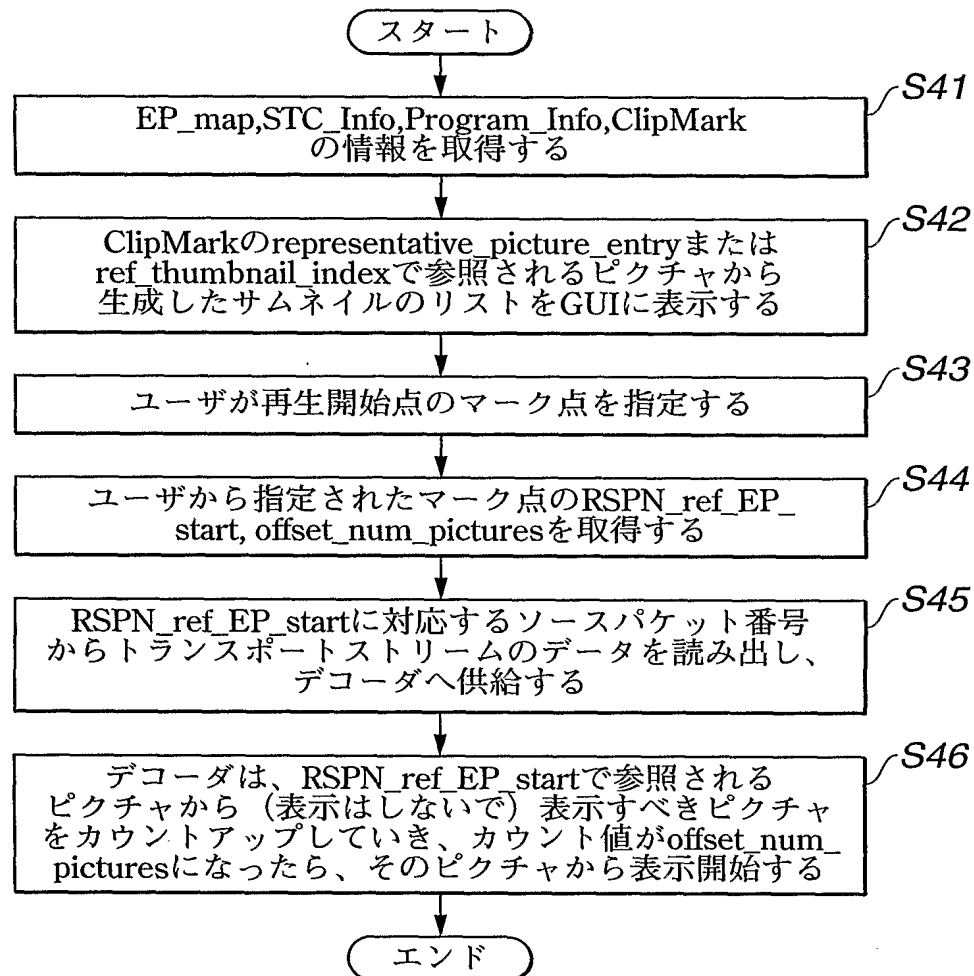 スタート
S41
EP_map,STC_Info,Program_Info,ClipMark
の情報を取得する
S42
ClipMarkのrepresentative_picture_entryまたは
ref_thumbnail_indexで参照されるピクチャから
生成したサムネイルのリストをGUIに表示する
S43
ユーザが再生開始点のマーク点を指定する
S44
ユーザから指定されたマーク点のRSPN_ref_EP_
start, offset_num_picturesを取得する
S45
RSPN_ref_EP_startに対応するソースパケット番号
からトランスポートストリームのデータを読み出し、
デコーダへ供給する
S46
デコーダは、RSPN_ref_EP_startで参照される
ピクチャから（表示はしないで）表示すべきピクチャ
をカウントアップしていき、カウント値がoffset_num_
picturesになったら、そのピクチャから表示開始する
エンド